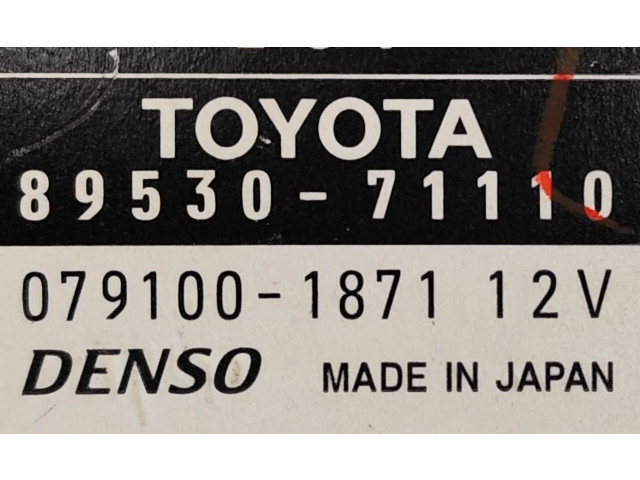 TOYOTA
89530-71110
079100-1871 12V
DENSO MADE IN JAPAN